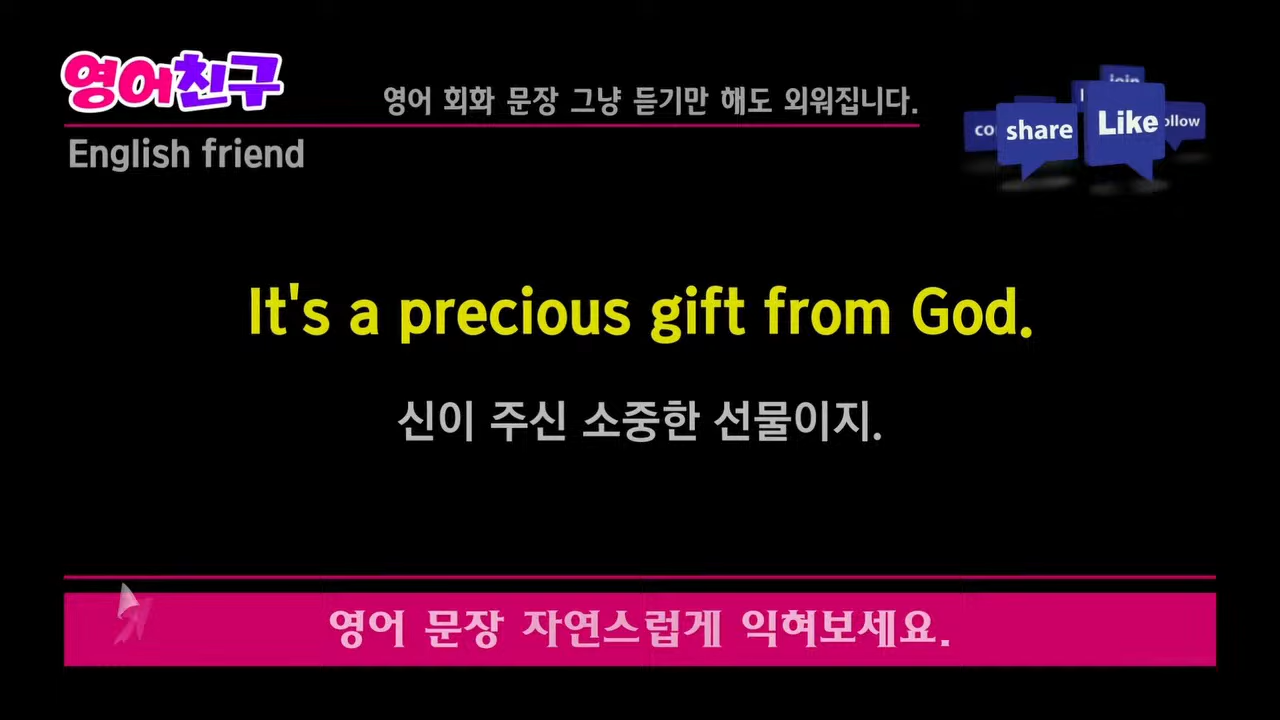 영어친구
영어 회화 문장 그냥 듣기만 해도 외워집니다.
English friend
join
share
Like
It's a precious gift from God.
신이 주신 소중한 선물이지.
영어 문장 자연스럽게 익혀보세요.